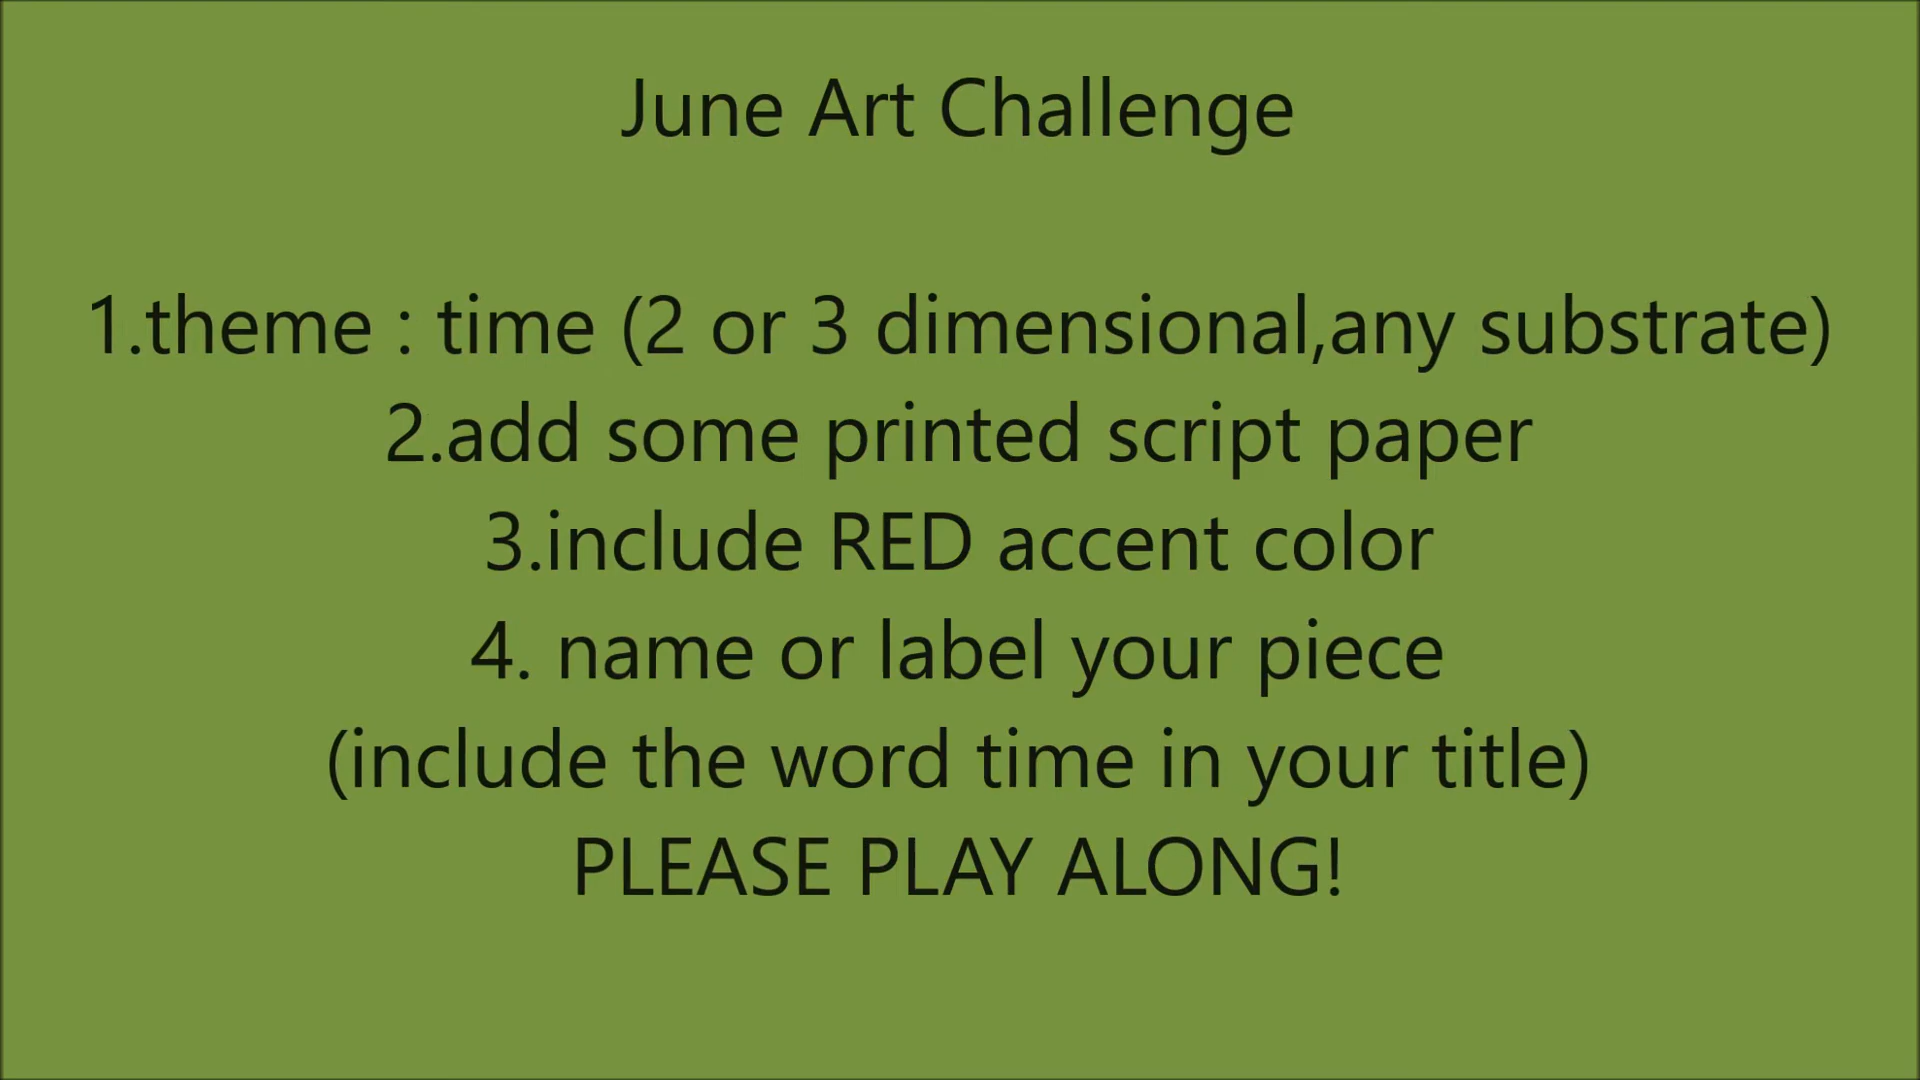 June Art Challenge
1.theme : time (2 or 3 dimensional,any substrate)
2.add some printed script paper
3.include RED accent color
4. name or label your piece
(include the word time in your title)
PLEASE PLAY ALONG!